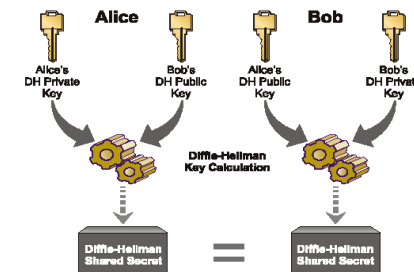 Alice
Bob
Alice's
DH Private
Key
Bob's
DH Public
Key
Alice's
DH Public
Key
Bob's
DH Privat
Key
Diffie-Hellman
Key Calculation
Diffie-Hellman
Shared Secret
=
Diffie-Hellman
Shared Secret